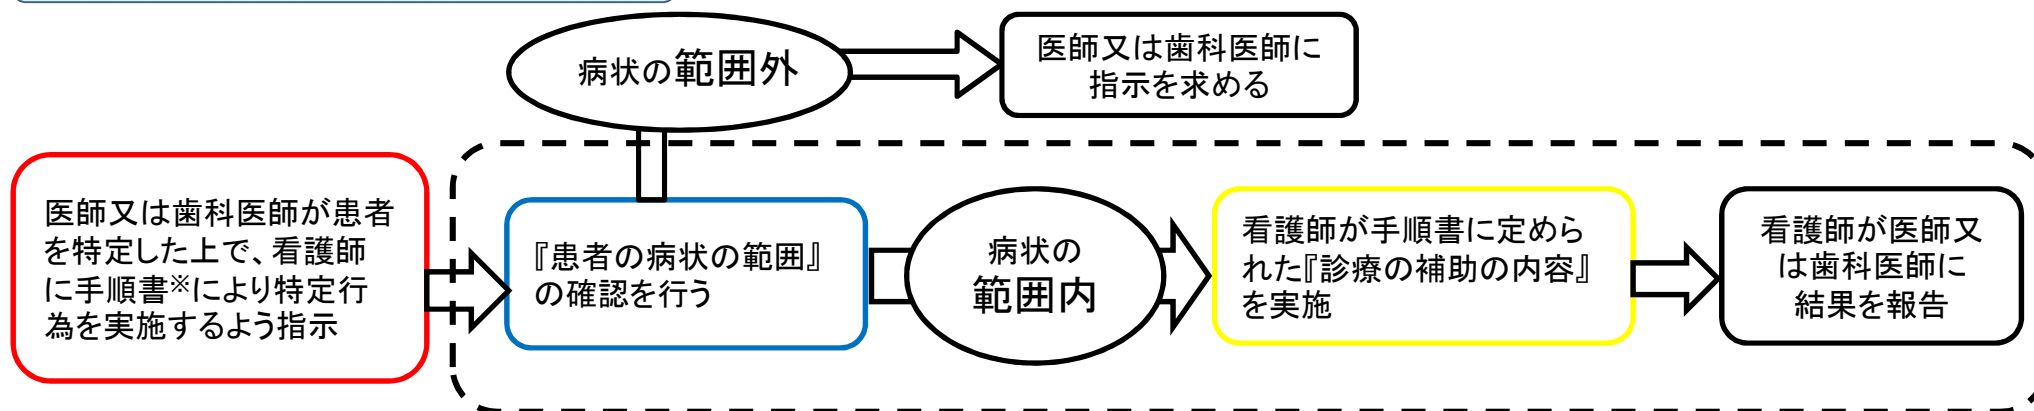 病状の範囲外
医師又は歯科医師に
指示を求める
医師又は歯科医師が患者
を特定した上で、看護師
に手順書※により特定行
為を実施するよう指示
『患者の病状の範囲』
の確認を行う
病状の
範囲内
看護師が手順書に定めら
れた『診療の補助の内容』
を実施
看護師が医師又
は歯科医師に
結果を報告